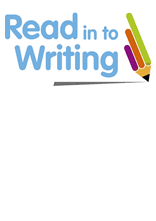 Read in to
Writing